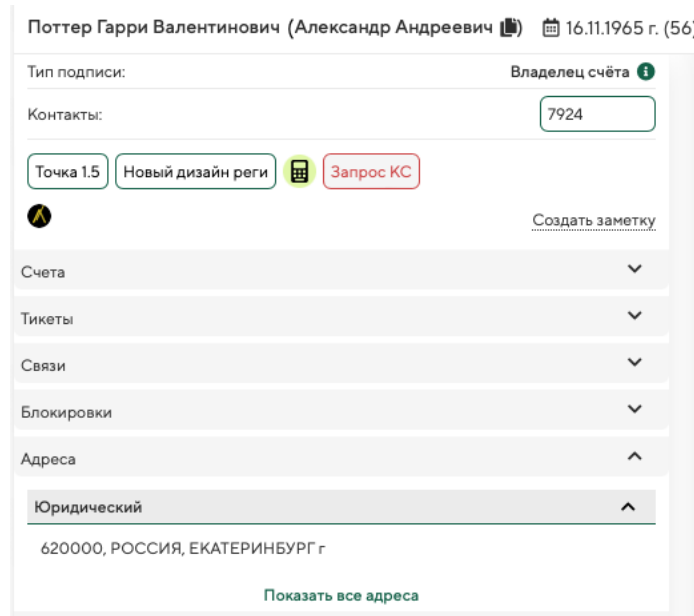 Поттер Гарри Валентинович (Александр Андреевич) 16.11.1965 г. (56)
Тип подписи: Владелец счёта
Контакты: 7924
Точка 1.5 Новый дизайн реги Запрос КС
Создать заметку
Счета
Тикеты
Связи
Блокировки
Адреса
Юридический
620000, РОССИЯ, ЕКАТЕРИНБУРГ г
Показать все адреса